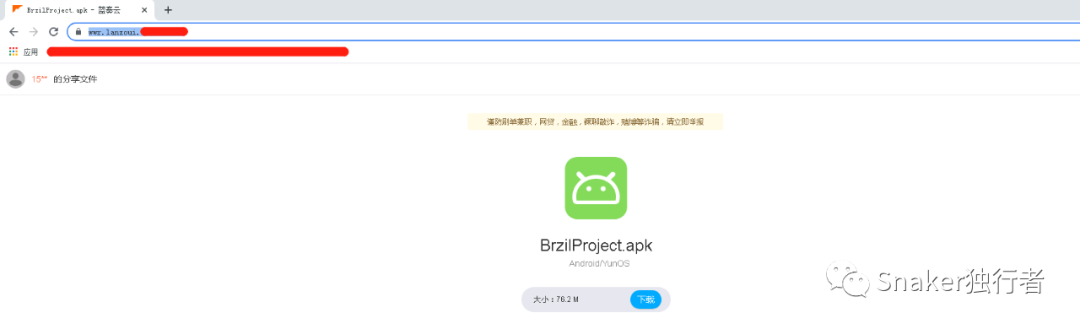 BrzilProject.apk - 蓝奏云
www.lanzoui.
应用
15** 的分享文件
谨防刷单兼职，网贷，金融，裸聊敲诈，赌博等诈骗，请立即举报
BrzilProject.apk
Android/YunOS
大小：76.2 M 下载
Snaker独行者